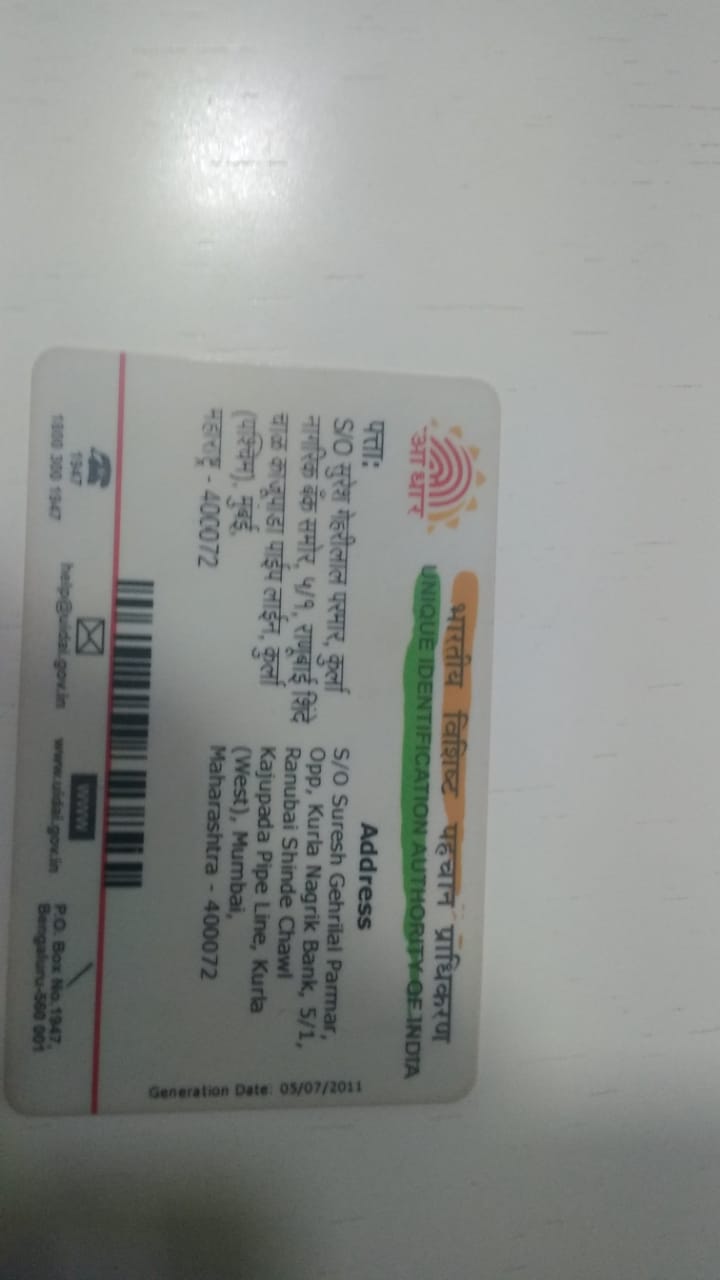 आधार
भारतीय विशिष्ट पहचान प्राधिकरण
UNIQUE IDENTIFICATION AUTHORITY OF INDIA
पत्ता:
S/O सुरेश गेहरीलाल परमार, कुर्ला
नागरिक बँक समोर, ५/१, राणूबाई शिंदे
चाळ काजुपाडा पाईप लाईन, कुर्ला
(पश्चिम), मुंबई,
महाराष्ट्र - 400072
Address
S/O Suresh Gehrilal Parmar,
Opp, Kurla Nagrik Bank, 5/1,
Ranubai Shinde Chawl
Kajupada Pipe Line, Kurla
(West), Mumbai,
Maharashtra - 400072
Generation Date: 05/07/2011
1947
1800 300 1947
help@uidai.gov.in
www
www.uidai.gov.in
P.O. Box No.1947,
Bengaluru-560 001